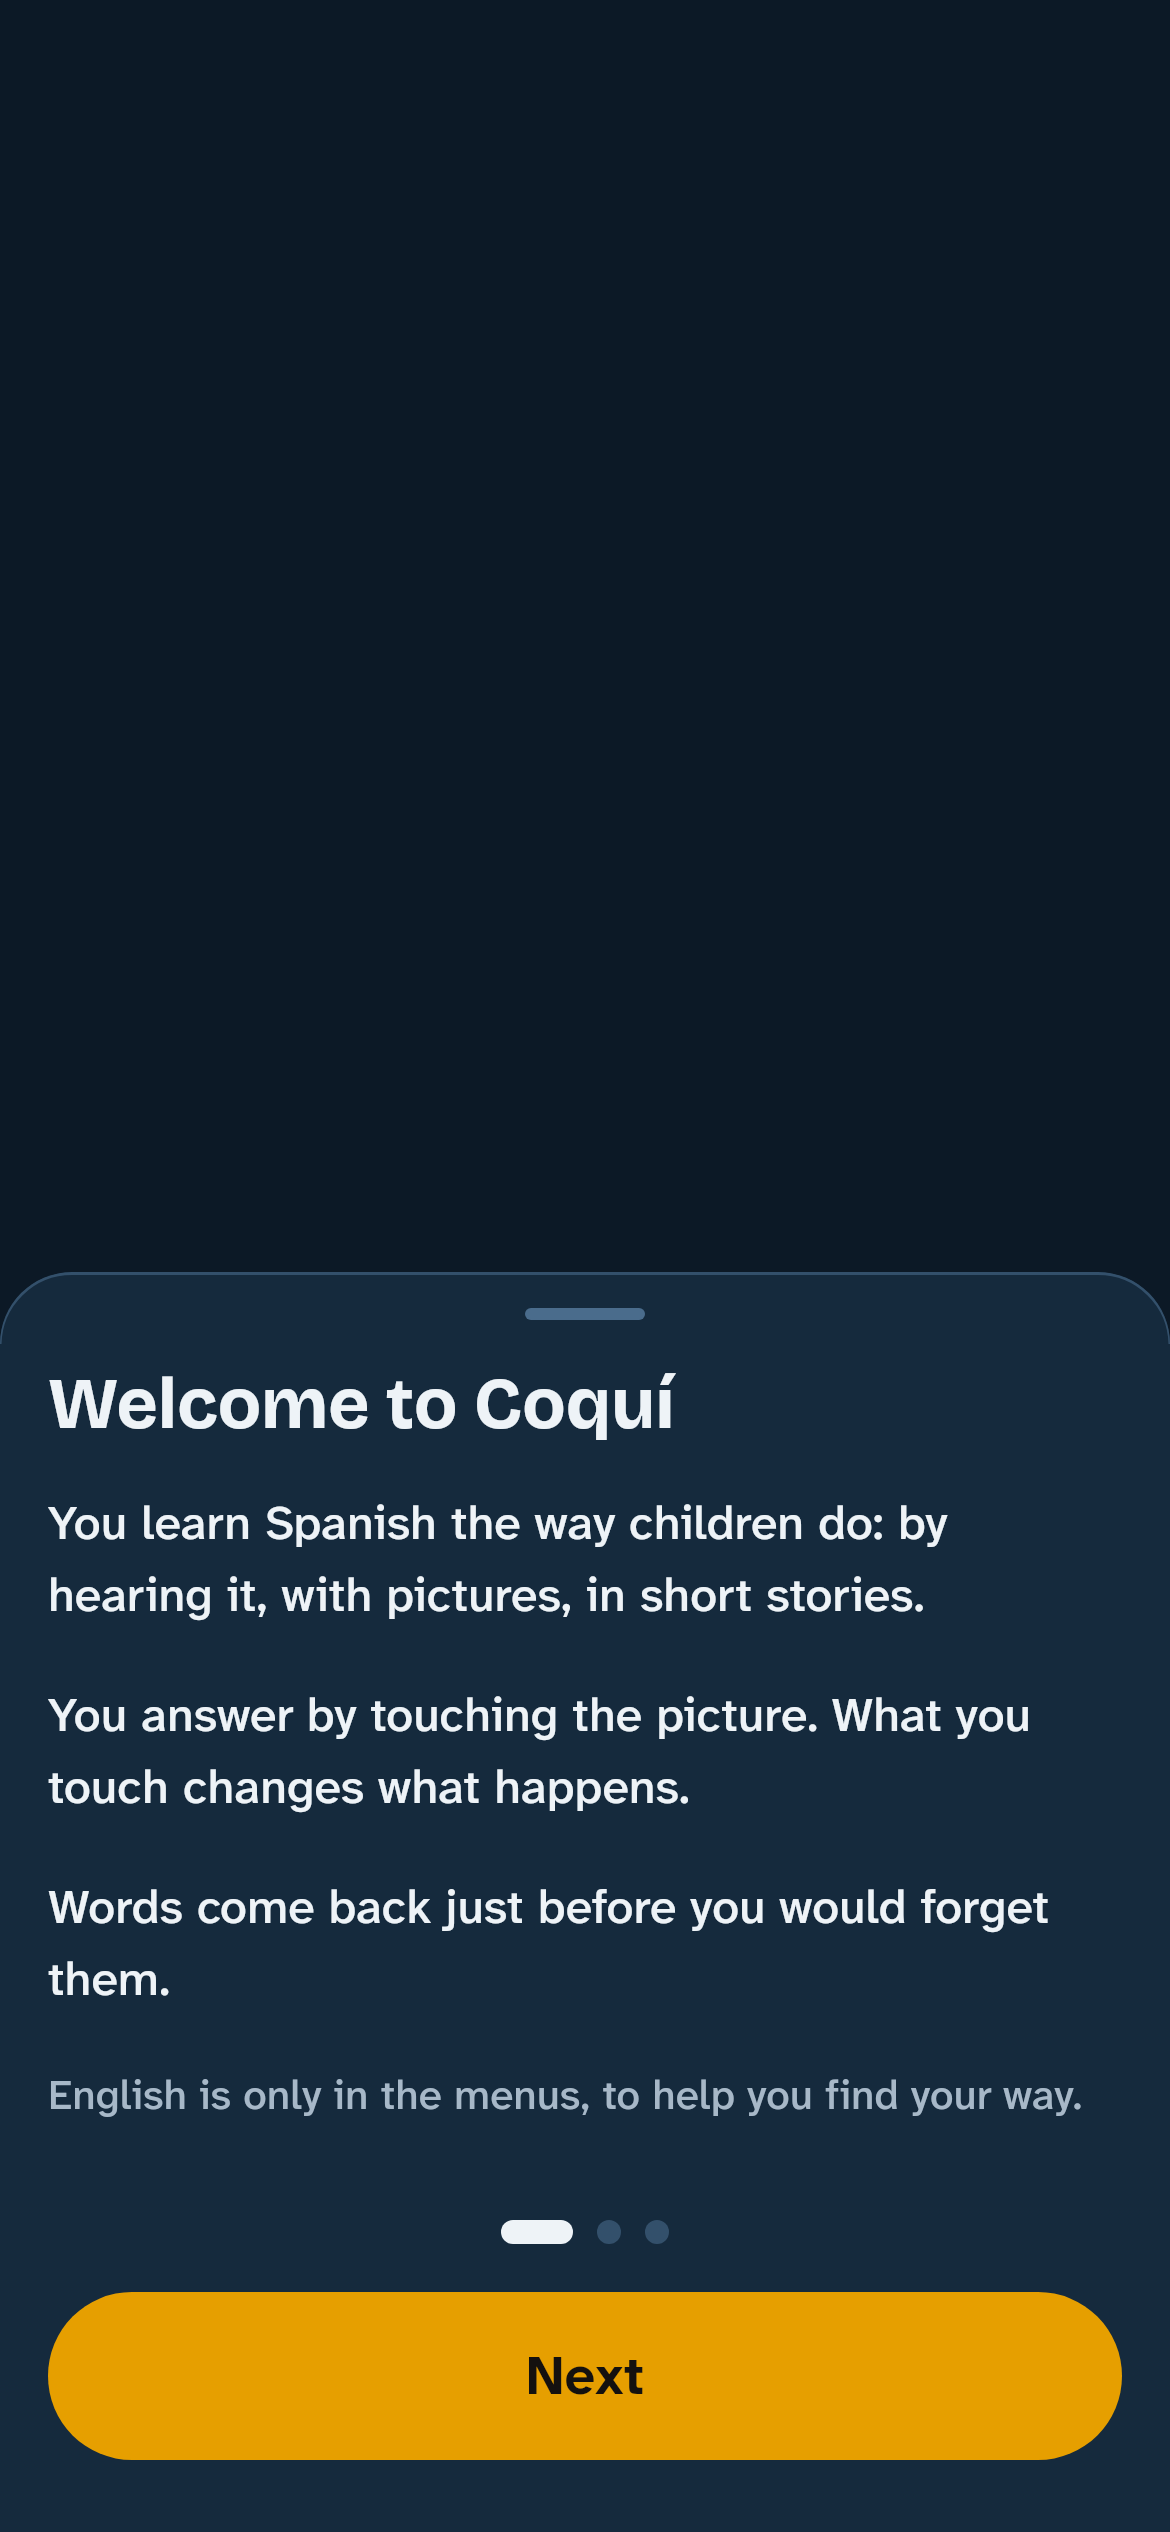 Welcome to Coquí
You learn Spanish the way children do: by
hearing it, with pictures, in short stories.
You answer by touching the picture. What you
touch changes what happens.
Words come back just before you would forget
them.
English is only in the menus, to help you find your way.
Next